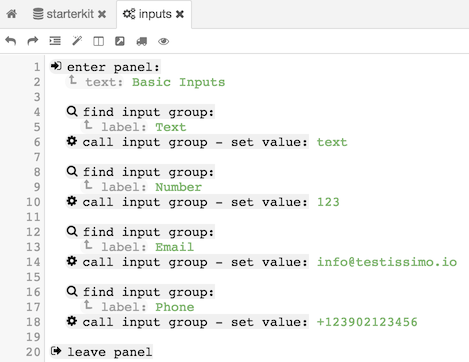 starterkit inputs
1 enter panel:
2 text: Basic Inputs
3
4 find input group:
5 label: Text
6 call input group - set value: text
7
8 find input group:
9 label: Number
10 call input group - set value: 123
11
12 find input group:
13 label: Email
14 call input group - set value: info@testissimo.io
15
16 find input group:
17 label: Phone
18 call input group - set value: +123902123456
19
20 leave panel